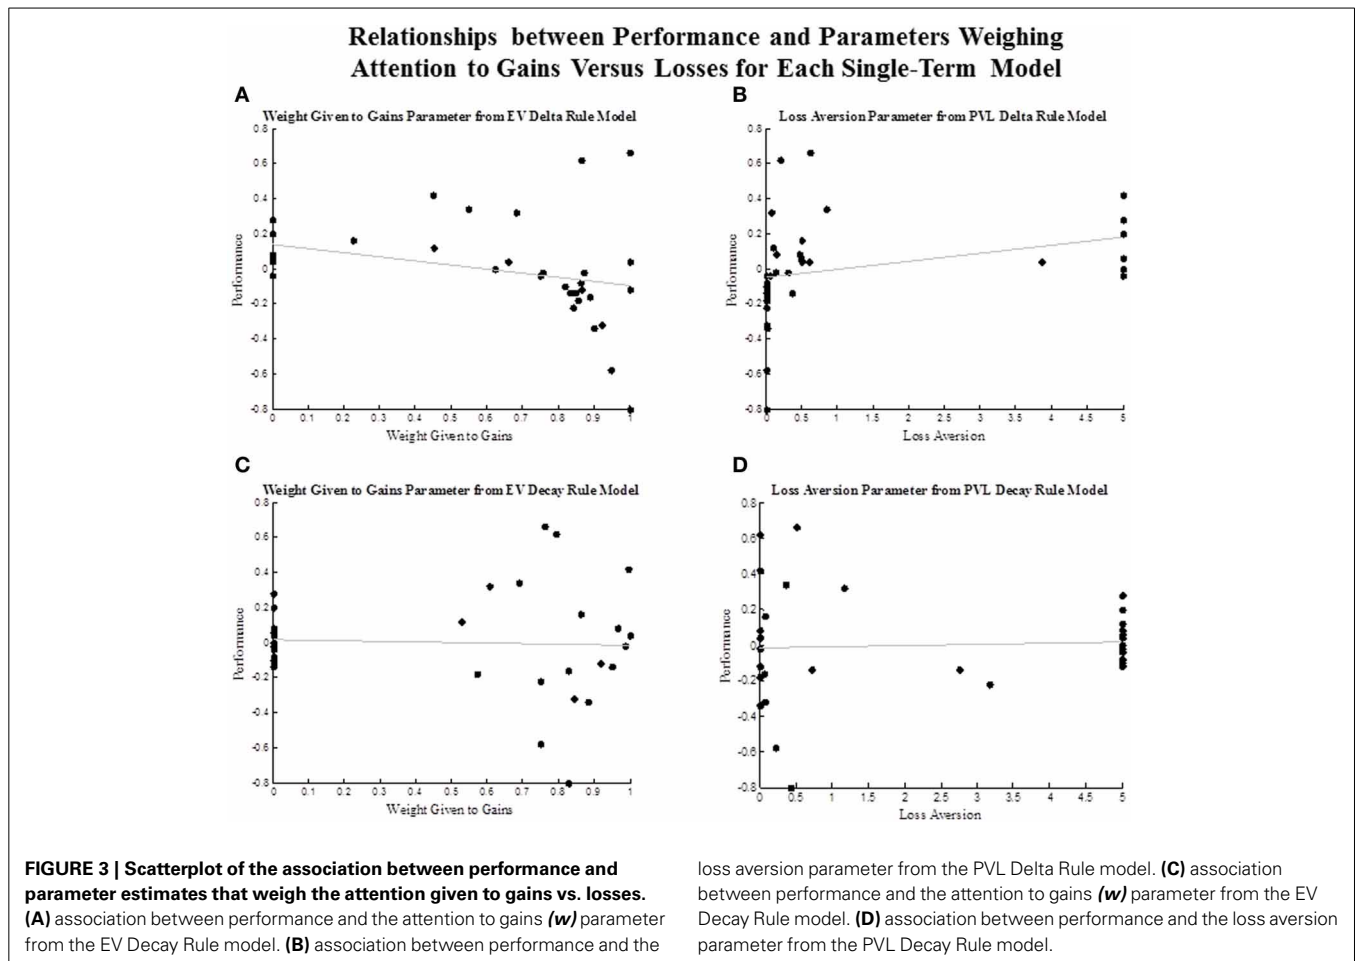 Relationships between Performance and Parameters Weighing
Attention to Gains Versus Losses for Each Single-Term Model
A
Weight Given to Gains Parameter from EV Delta Rule Model
0.8
0.6
0.4
0.2
0
-0.2
-0.4
-0.6
-0.8
Performance
0 0.1 0.2 0.3 0.4 0.5 0.6 0.7 0.8 0.9 1
Weight Given to Gains
B
Loss Aversion Parameter from PVL Delta Rule Model
0.8
0.6
0.4
0.2
0
-0.2
-0.4
-0.6
-0.8
Performance
0 0.5 1 1.5 2 2.5 3 3.5 4 4.5 5
Loss Aversion
C
Weight Given to Gains Parameter from EV Decay Rule Model
0.8
0.6
0.4
0.2
0
-0.2
-0.4
-0.6
-0.8
Performance
0 0.1 0.2 0.3 0.4 0.5 0.6 0.7 0.8 0.9 1
Weight Given to Gains
D
Loss Aversion Parameter from PVL Decay Rule Model
0.8
0.6
0.4
0.2
0
-0.2
-0.4
-0.6
-0.8
Performance
0 0.5 1 1.5 2 2.5 3 3.5 4 4.5 5
Loss Aversion
FIGURE 3 | Scatterplot of the association between performance and
parameter estimates that weigh the attention given to gains vs. losses.
(A) association between performance and the attention to gains (w) parameter
from the EV Decay Rule model. (B) association between performance and the
loss aversion parameter from the PVL Delta Rule model. (C) association
between performance and the attention to gains (w) parameter from the EV
Decay Rule model. (D) association between performance and the loss aversion
parameter from the PVL Decay Rule model.